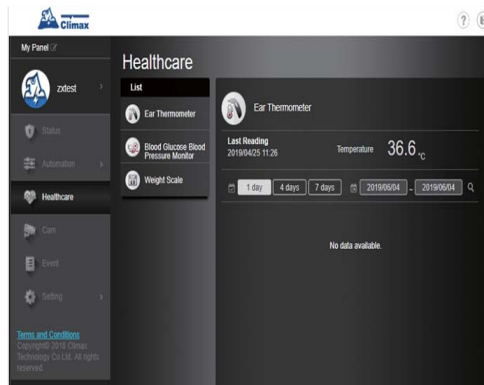 Climax
?
My Panel
Healthcare
zxtest
List
Ear Thermometer
Blood Glucose Blood
Pressure Monitor
Weight Scale
Status
Automation
Healthcare
Cam
Event
Setting
Terms and Conditions
Copyright© 2018 Climax
Technology Co Ltd. All rights
reserved.
Ear Thermometer
Last Reading
2019/04/25 11:26
Temperature 36.6 °C
1 day 4 days 7 days 2019/06/04 - 2019/06/04
No data available.